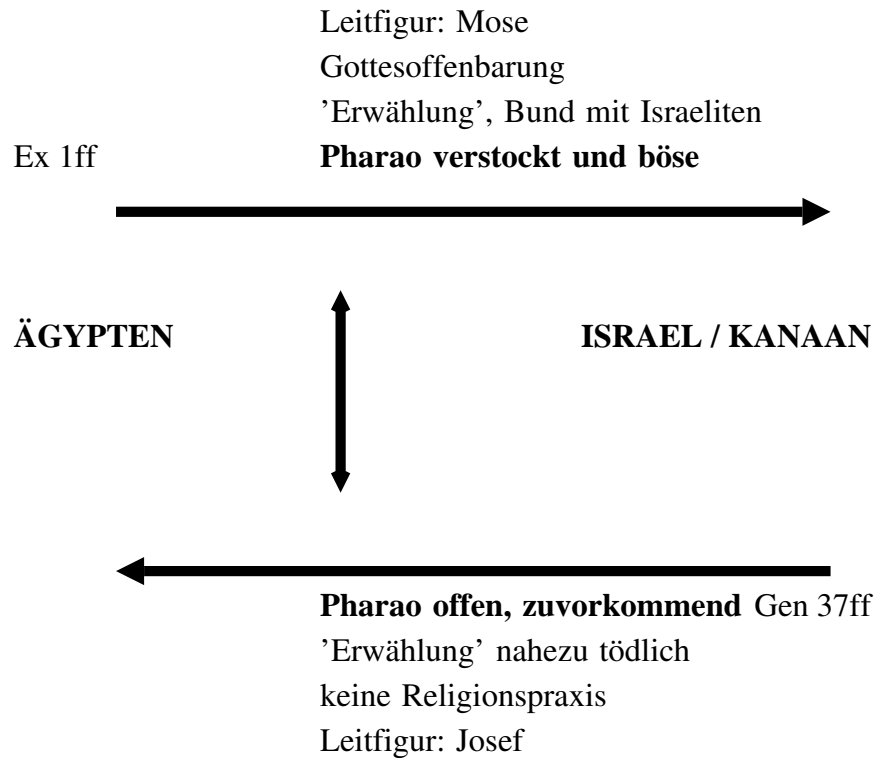 Leitfigur: Mose
Gottesoffenbarung
’Erwählung’, Bund mit Israeliten
Ex 1ff Pharao verstockt und böse
ÄGYPTEN ISRAEL / KANAAN
Pharao offen, zuvorkommend Gen 37ff
’Erwählung’ nahezu tödlich
keine Religionspraxis
Leitfigur: Josef